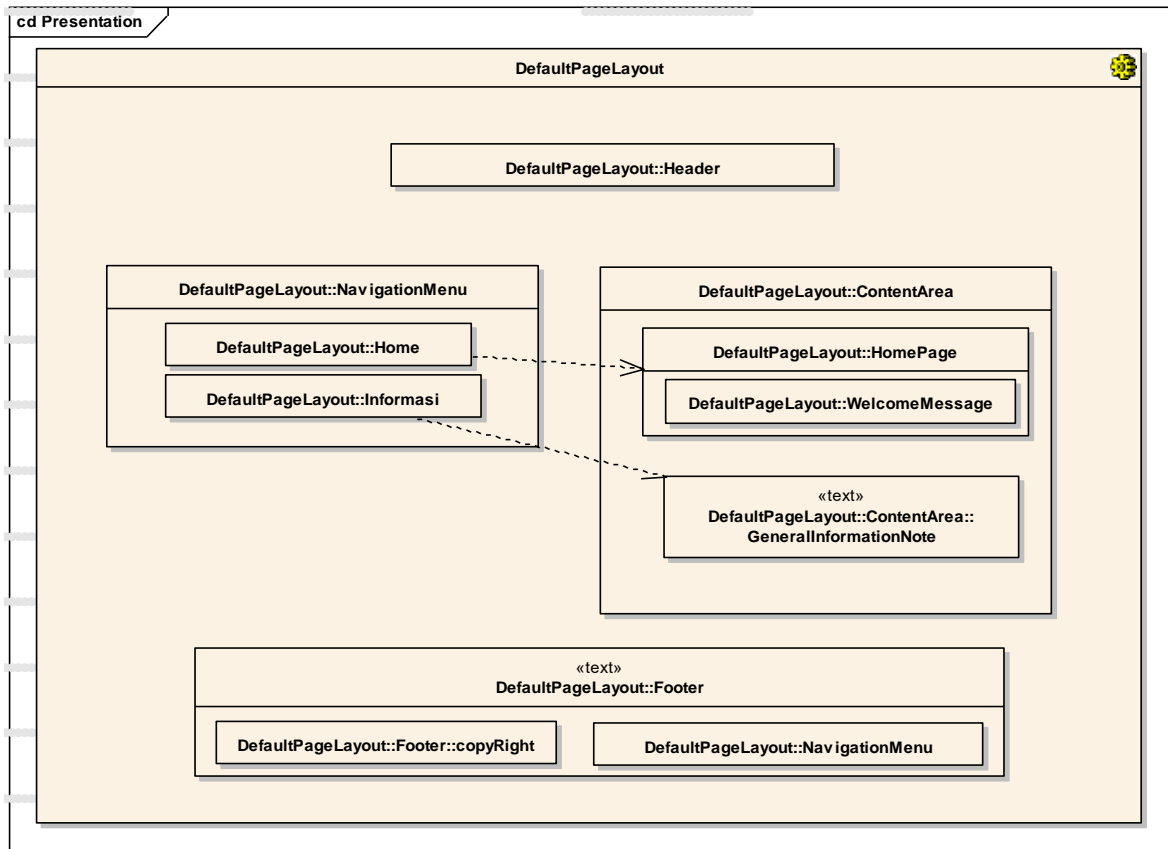 cd Presentation
DefaultPageLayout
DefaultPageLayout::Header
DefaultPageLayout::NavigationMenu
DefaultPageLayout::Home
DefaultPageLayout::Informasi
DefaultPageLayout::ContentArea
DefaultPageLayout::HomePage
DefaultPageLayout::WelcomeMessage
«text»
DefaultPageLayout::ContentArea::
GeneralInformationNote
«text»
DefaultPageLayout::Footer
DefaultPageLayout::Footer::copyRight
DefaultPageLayout::NavigationMenu